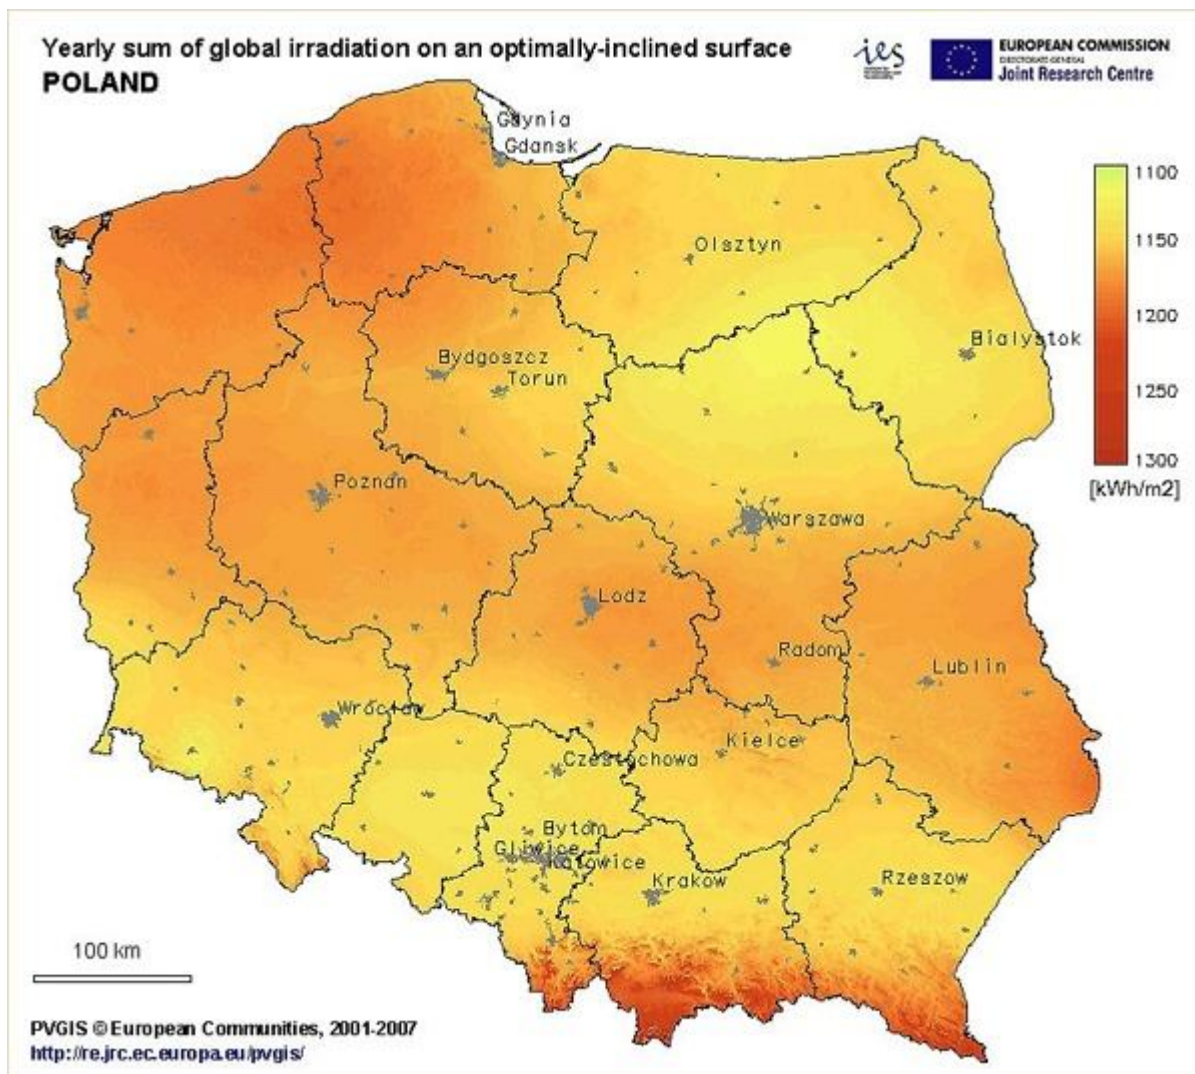 Yearly sum of global irradiation on an optimally-inclined surface
POLAND
ies
EUROPEAN COMMISSION
DIRECTORATE-GENERAL
Joint Research Centre
Gdynia
Gdansk
1100
1150
1200
1250
1300
[kWh/m2]
Olsztyn
Bialystok
Bydgoszcz
Torun
Poznan
Warszawa
Lodz
Radom
Lublin
Wroclaw
Kielce
Czestochowa
Bytom
Gliwice
Katowice
Krakow
Rzeszow
100 km
PVGIS © European Communities, 2001-2007
http://re.jrc.ec.europa.eu/pvgis/